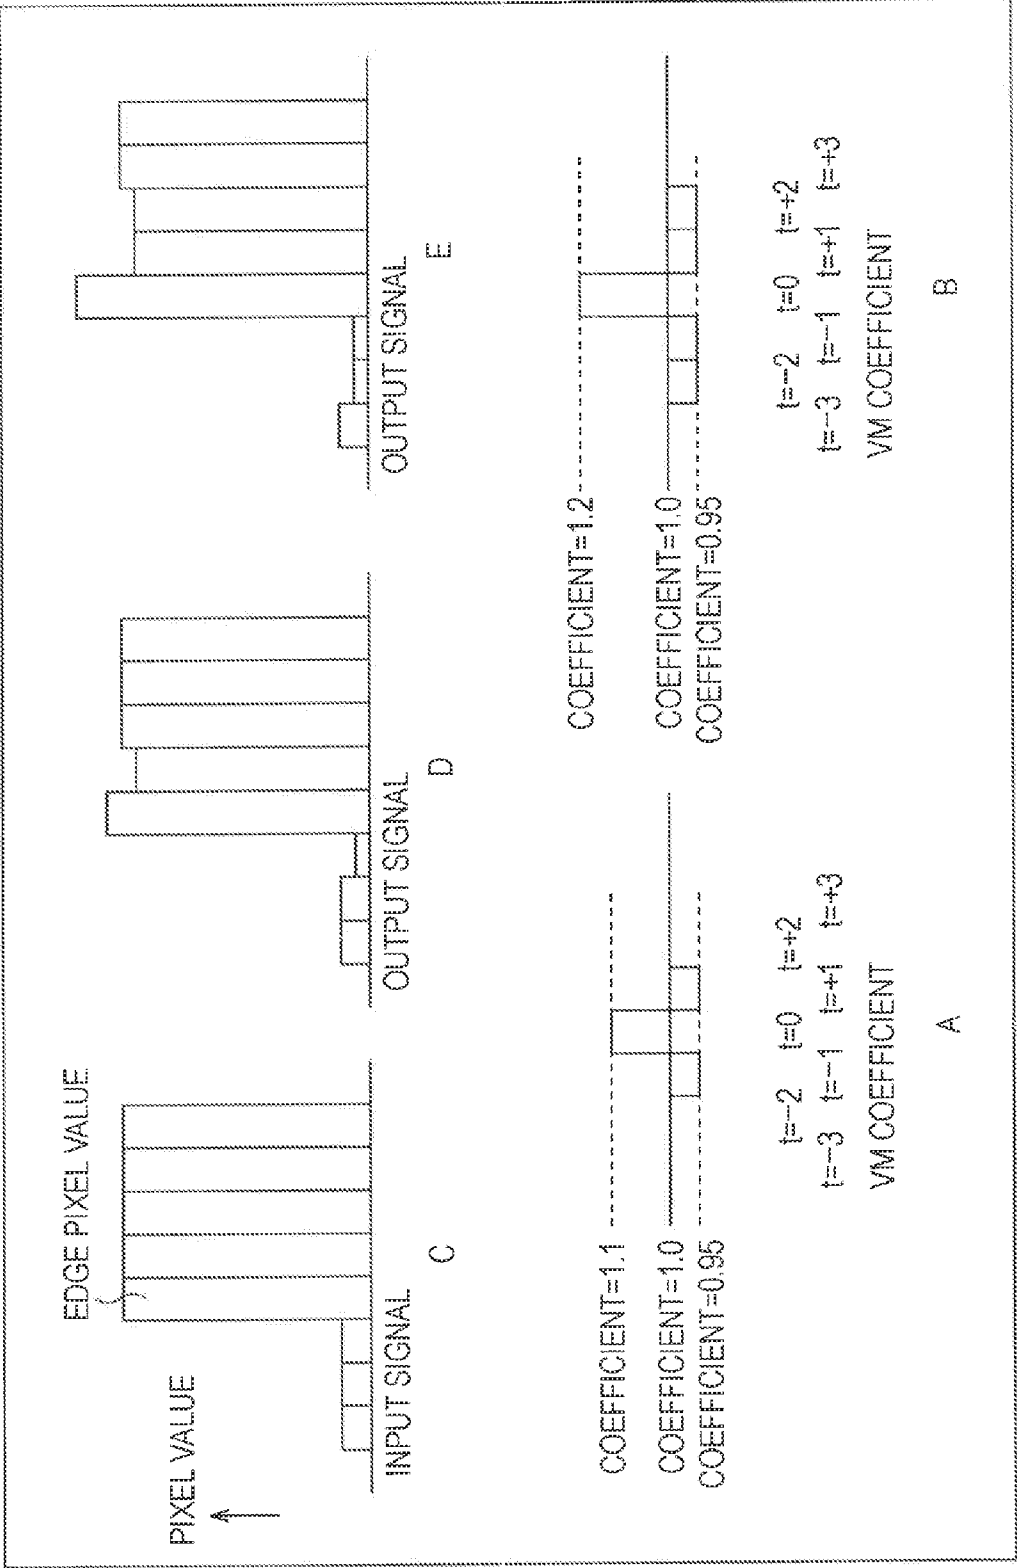 PIXEL VALUE
EDGE PIXEL VALUE
INPUT SIGNAL
C
OUTPUT SIGNAL
D
OUTPUT SIGNAL
E
COEFFICIENT=1.1
COEFFICIENT=1.0
COEFFICIENT=0.95
t=−2 t=0 t=+2
t=−3 t=−1 t=+1 t=+3
VM COEFFICIENT
A
COEFFICIENT=1.2
COEFFICIENT=1.0
COEFFICIENT=0.95
t=−2 t=0 t=+2
t=−3 t=−1 t=+1 t=+3
VM COEFFICIENT
B